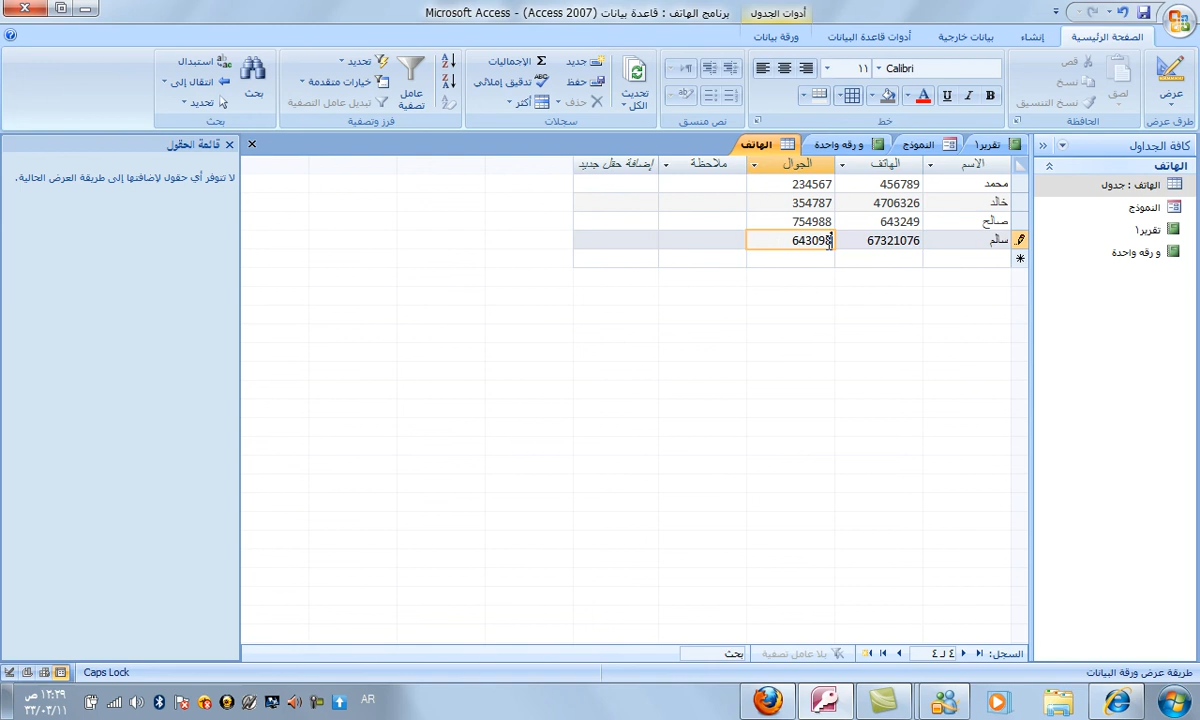 برنامج الهاتف : قاعدة بيانات (Access 2007) - Microsoft Access
أدوات الجدول
الصفحة الرئيسية
إنشاء
بيانات خارجية
أدوات قاعدة البيانات
ورقة بيانات
عرض
طرق عرض
لصق
قص
نسخ
نسخ التنسيق
الحافظة
Calibri
١١
خط
نص منسق
تحديث الكل
جديد
حفظ
حذف
الإجماليات
تدقيق إملائي
أكثر
سجلات
عامل تصفية
تحديد
خيارات متقدمة
تبديل عامل التصفية
فرز وتصفية
بحث
استبدال
انتقال إلى
تحديد
بحث
كافة الجداول
الهاتف
الهاتف : جدول
النموذج
تقرير١
و رقه واحدة
تقرير١
النموذج
و رقه واحدة
الهاتف
الاسم الهاتف الجوال ملاحظة إضافة حقل جديد
محمد 456789 234567
خالد 4706326 354787
صالح 643249 754988
سالم 67321076 643098
قائمة الحقول
لا تتوفر أي حقول لإضافتها إلى طريقة العرض الحالية.
السجل: ٤ لـ ٤
بلا عامل تصفية
بحث
طريقة عرض ورقة البيانات
Caps Lock
AR
١٢:٣٩ ص
٣٣/٠٣/١١